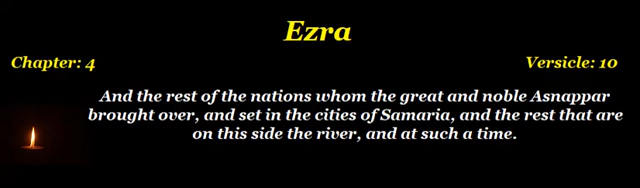 Ezra
Chapter: 4
Versicle: 10
And the rest of the nations whom the great and noble Asnappar
brought over, and set in the cities of Samaria, and the rest that are
on this side the river, and at such a time.